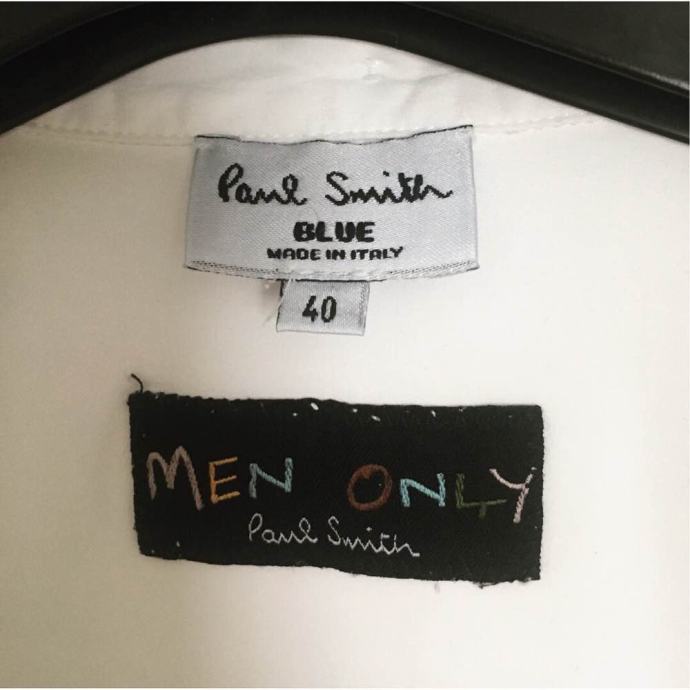 Paul Smith
BLUE
MADE IN ITALY
40
MEN ONLY
Paul Smith